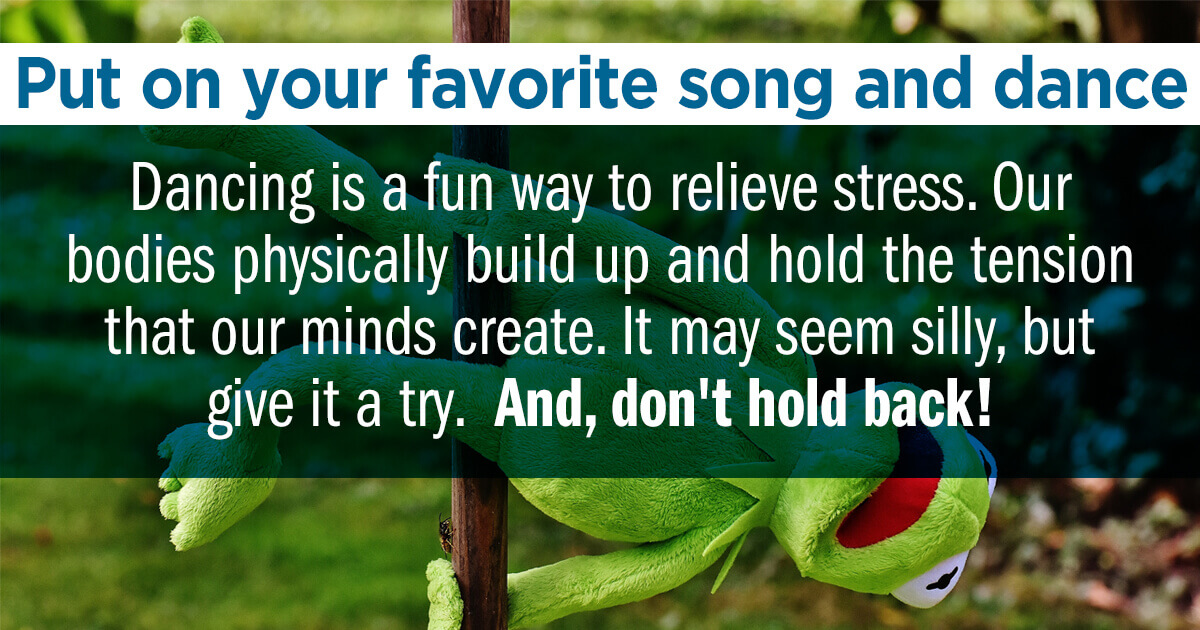 Put on your favorite song and dance
Dancing is a fun way to relieve stress. Our
bodies physically build up and hold the tension
that our minds create. It may seem silly, but
give it a try.  And, don't hold back!